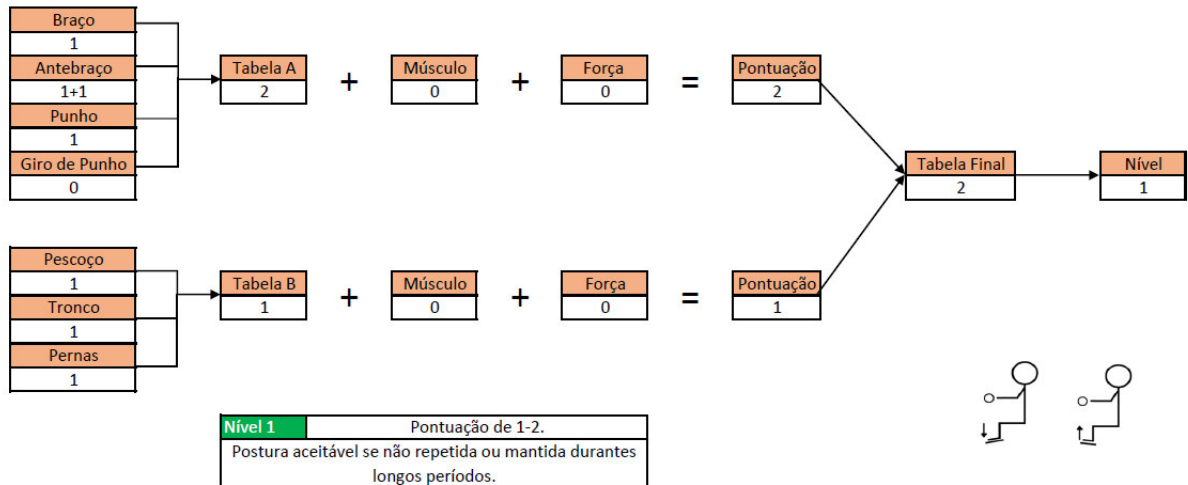 Braço
1
Antebraço
1+1
Punho
1
Giro de Punho
0
Tabela A
2
+
Músculo
0
+
Força
0
=
Pontuação
2
Tabela Final
2
Nível
1
Pescoço
1
Tronco
1
Pernas
1
Tabela B
1
+
Músculo
0
+
Força
0
=
Pontuação
1
Nível 1 Pontuação de 1-2.
Postura aceitável se não repetida ou mantida durantes
longos períodos.